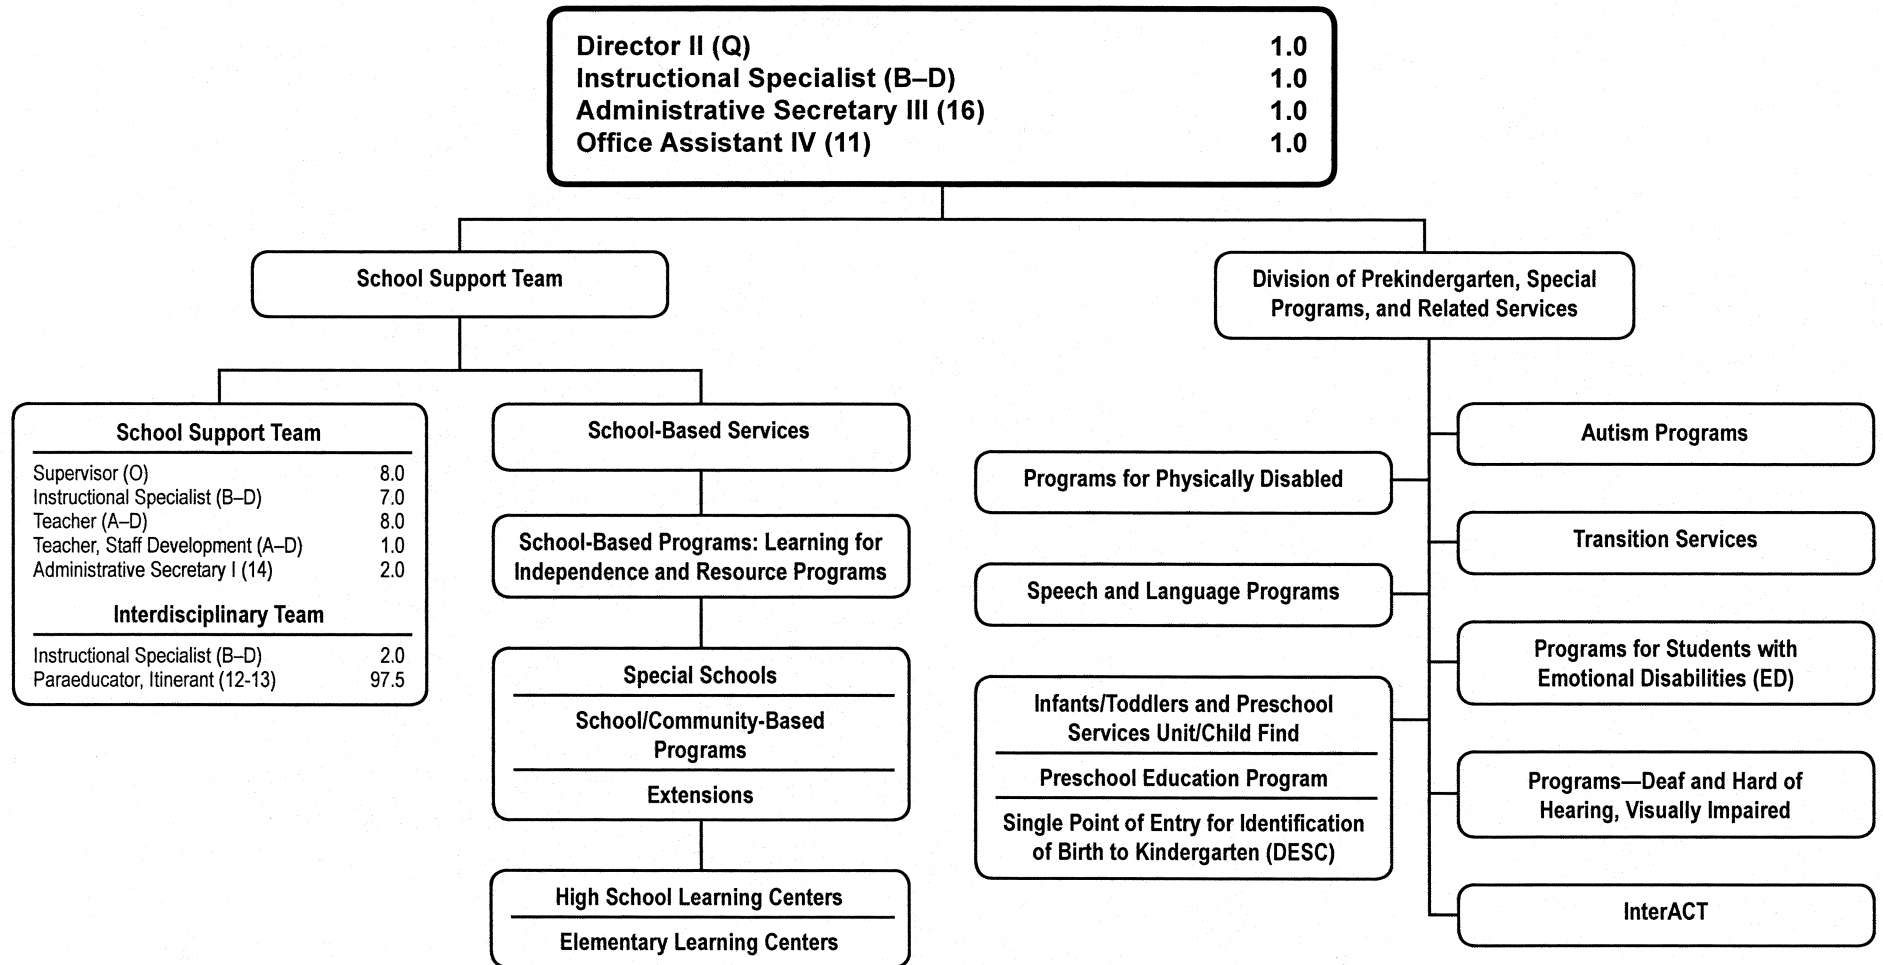 Director II (Q) 1.0
Instructional Specialist (B–D) 1.0
Administrative Secretary III (16) 1.0
Office Assistant IV (11) 1.0
School Support Team
School Support Team
Supervisor (O) 8.0
Instructional Specialist (B–D) 7.0
Teacher (A–D) 8.0
Teacher, Staff Development (A–D) 1.0
Administrative Secretary I (14) 2.0
Interdisciplinary Team
Instructional Specialist (B–D) 2.0
Paraeducator, Itinerant (12-13) 97.5
School-Based Services
School-Based Programs: Learning for
Independence and Resource Programs
Special Schools
School/Community-Based
Programs
Extensions
High School Learning Centers
Elementary Learning Centers
Division of Prekindergarten, Special
Programs, and Related Services
Programs for Physically Disabled
Speech and Language Programs
Infants/Toddlers and Preschool
Services Unit/Child Find
Preschool Education Program
Single Point of Entry for Identification
of Birth to Kindergarten (DESC)
Autism Programs
Transition Services
Programs for Students with
Emotional Disabilities (ED)
Programs—Deaf and Hard of
Hearing, Visually Impaired
InterACT